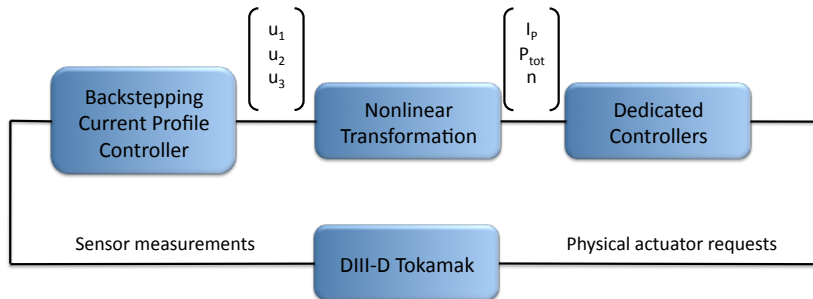 u1
u2
u3
IP
Ptot
n
Backstepping
Current Profile
Controller
Nonlinear
Transformation
Dedicated
Controllers
Sensor measurements
DIII-D Tokamak
Physical actuator requests